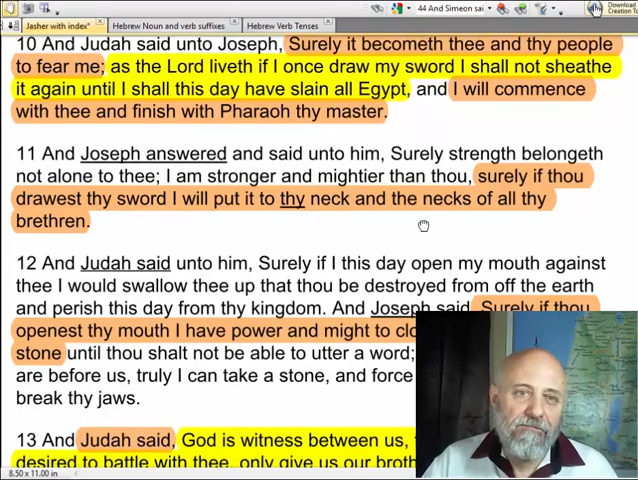 44 And Simeon sai
Download
Creation To
Jasher with index*
Hebrew Noun and verb suffixes
Hebrew Verb Tenses
10 And Judah said unto Joseph, Surely it becometh thee and thy people
to fear me; as the Lord liveth if I once draw my sword I shall not sheathe
it again until I shall this day have slain all Egypt, and I will commence
with thee and finish with Pharaoh thy master.
11 And Joseph answered and said unto him, Surely strength belongeth
not alone to thee; I am stronger and mightier than thou, surely if thou
drawest thy sword I will put it to thy neck and the necks of all thy
brethren.
12 And Judah said unto him, Surely if I this day open my mouth against
thee I would swallow thee up that thou be destroyed from off the earth
and perish this day from thy kingdom. And Joseph said, Surely if thou
openest thy mouth I have power and might to clo
stone until thou shalt not be able to utter a word;
are before us, truly I can take a stone, and force
break thy jaws.
13 And Judah said, God is witness between us,
desired to battle with thee, only give us our broth
8.50 x 11.00 in